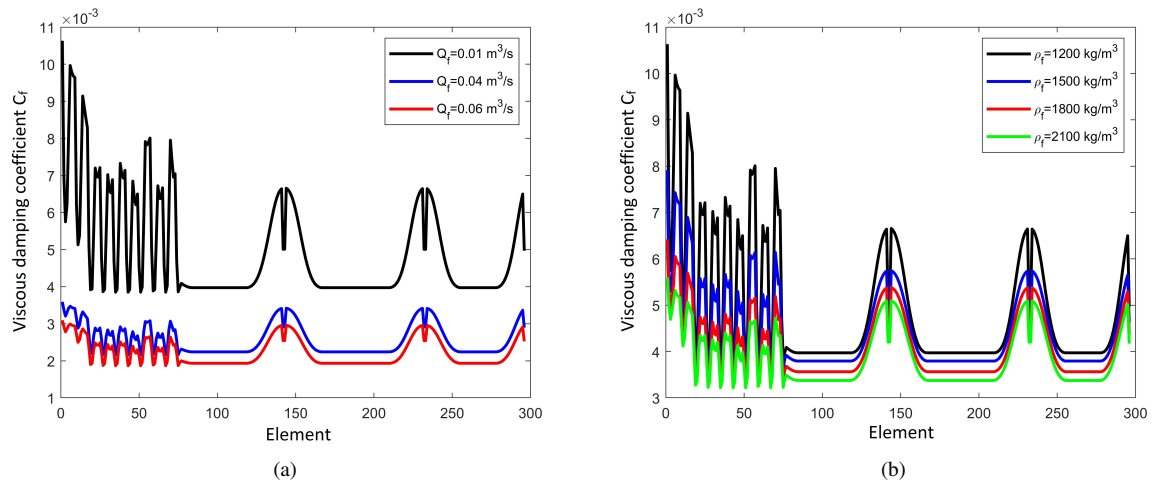 ×10⁻³
11
10
9
8
7
6
5
4
3
2
1
0
50
100
150
200
250
300
Viscous damping coefficient C_f
Element
Q_f=0.01 m³/s
Q_f=0.04 m³/s
Q_f=0.06 m³/s
(a)
×10⁻³
11
10
9
8
7
6
5
4
3
0
50
100
150
200
250
300
Viscous damping coefficient C_f
Element
ρ_f=1200 kg/m³
ρ_f=1500 kg/m³
ρ_f=1800 kg/m³
ρ_f=2100 kg/m³
(b)